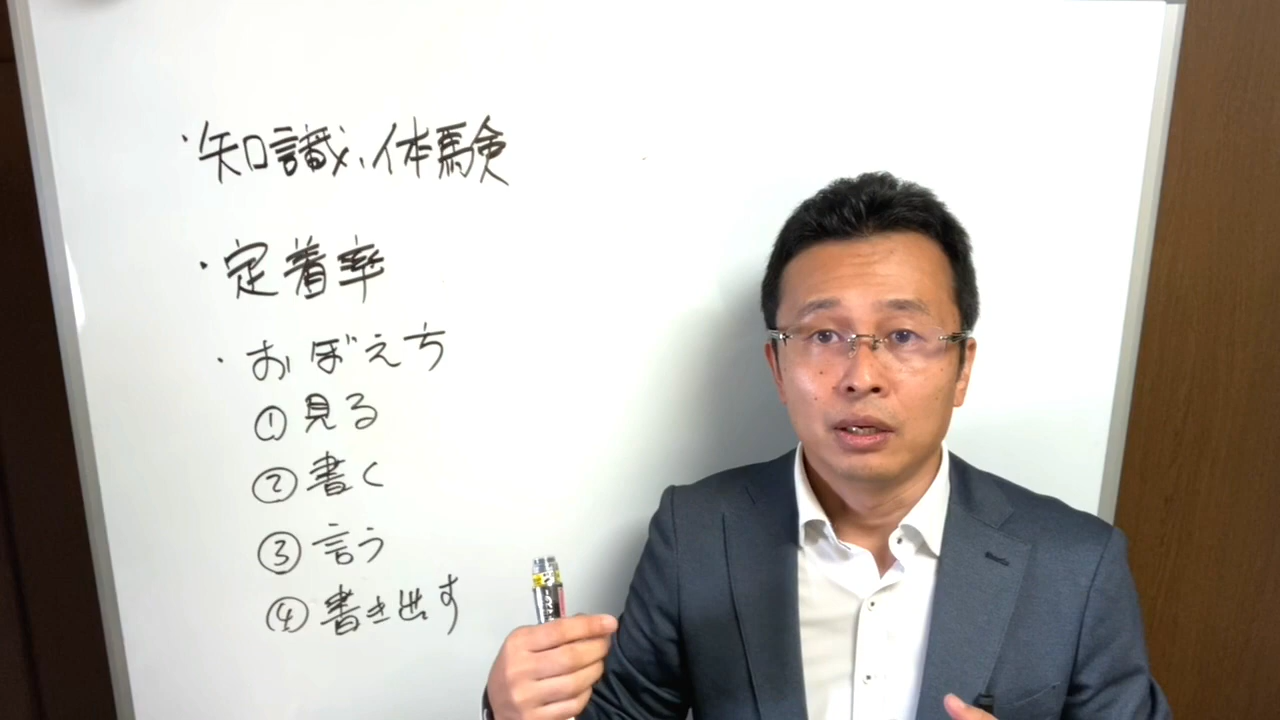 ・知識、体験
・定着率
・おぼえ方
①見る
②書く
③言う
④書き出す